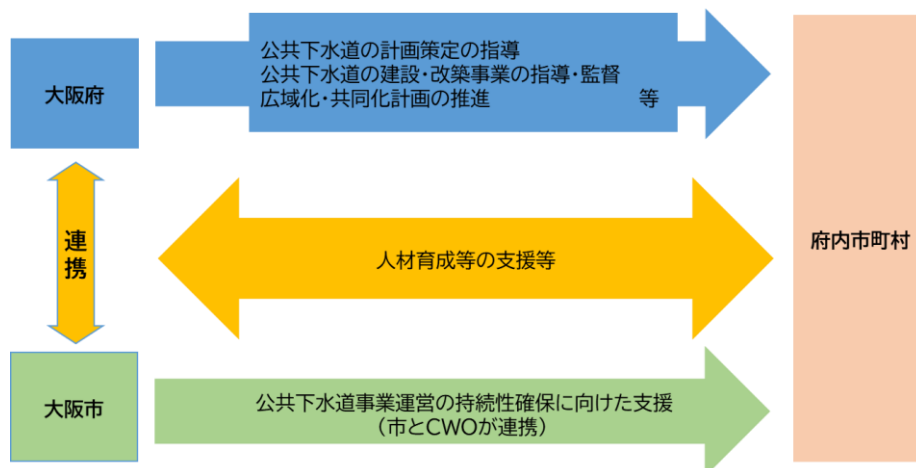 大阪府
公共下水道の計画策定の指導
公共下水道の建設・改築事業の指導・監督
広域化・共同化計画の推進 等
連携
人材育成等の支援等
府内市町村
大阪市
公共下水道事業運営の持続性確保に向けた支援
（市とCWOが連携）